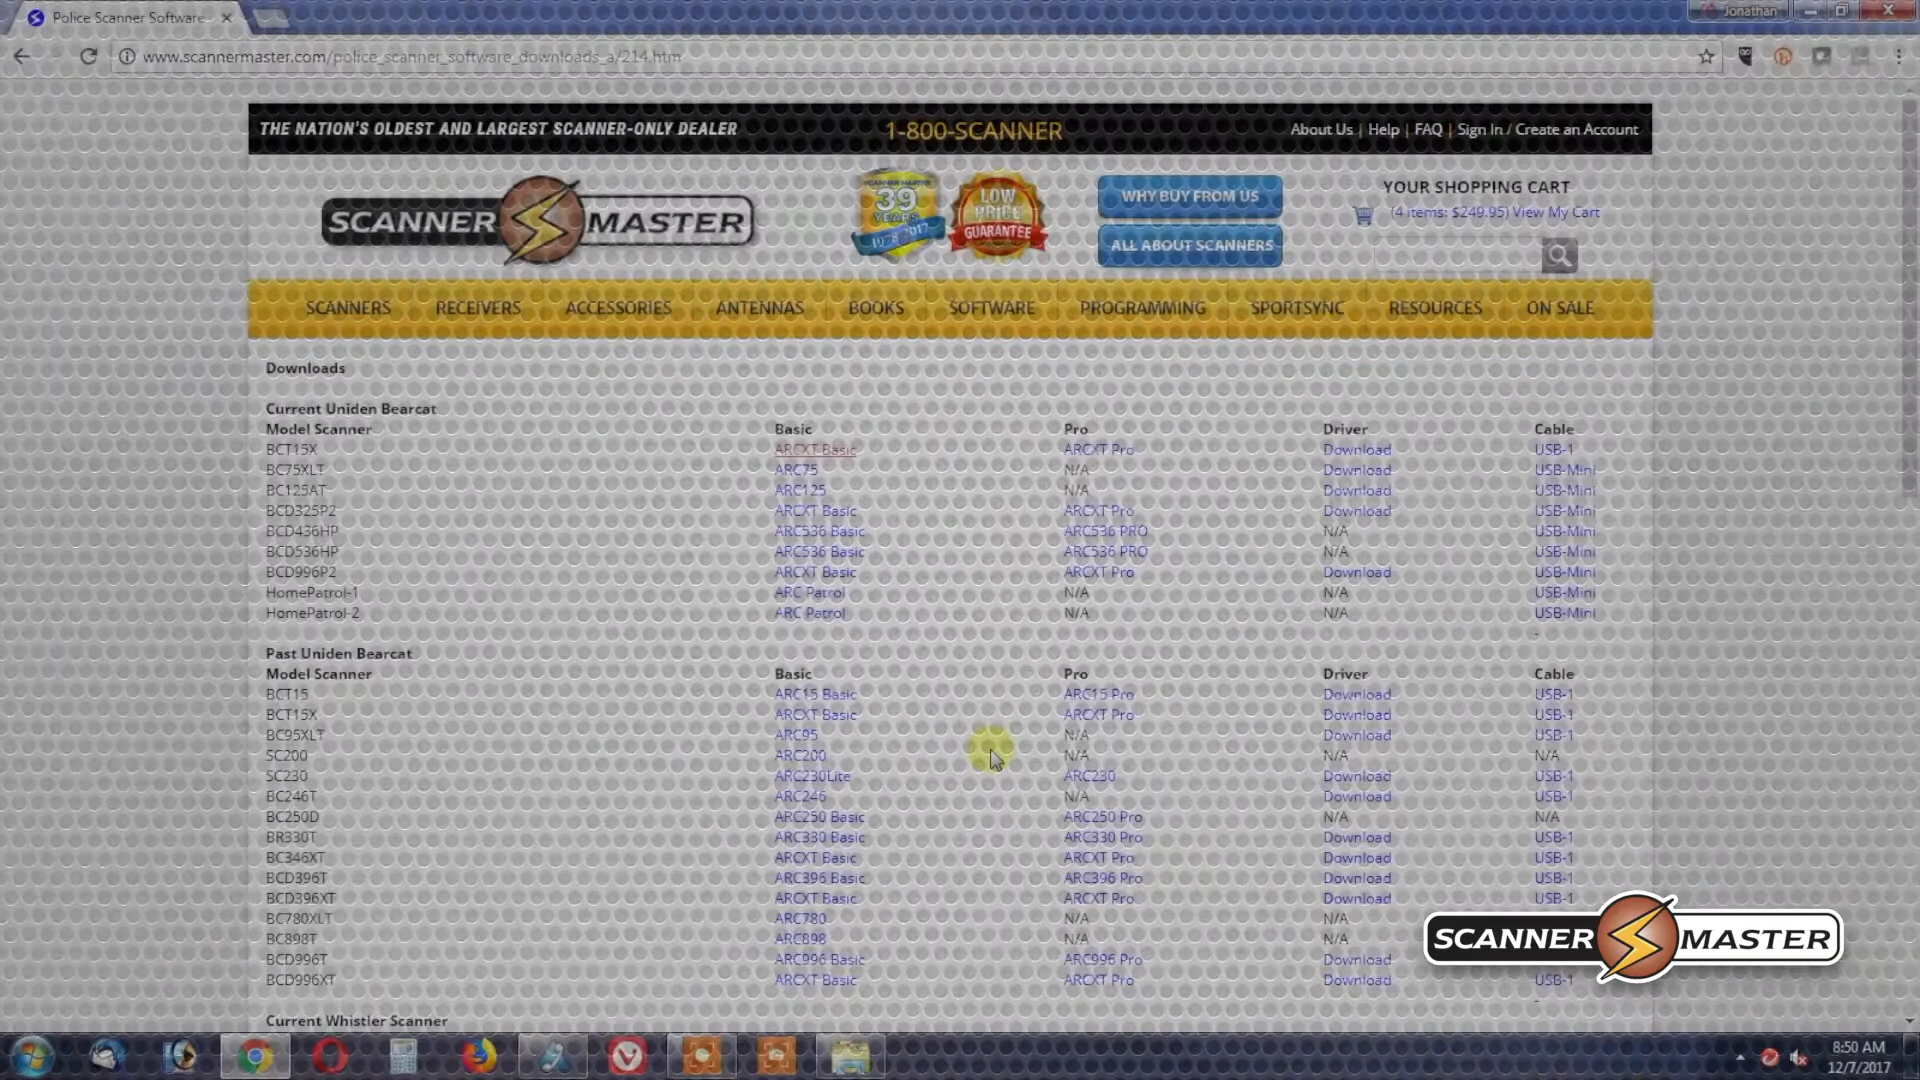 Police Scanner Software
Jonathan
www.scannermaster.com/police_scanner_software_downloads_a/214.htm
THE NATION'S OLDEST AND LARGEST SCANNER-ONLY DEALER
1-800-SCANNER
About Us | Help | FAQ | Sign In / Create an Account
SCANNER MASTER
SCANNER MASTER 39 YEARS 1978-2017
LOW PRICE GUARANTEE
WHY BUY FROM US
ALL ABOUT SCANNERS
YOUR SHOPPING CART
(4 items: $249.95) View My Cart
SCANNERS RECEIVERS ACCESSORIES ANTENNAS BOOKS SOFTWARE PROGRAMMING SPORTSYNC RESOURCES ON SALE
Downloads
Current Uniden Bearcat
Model Scanner Basic Pro Driver Cable
BCT15X ARCXT Basic ARCXT Pro Download USB-1
BC75XLT ARC75 N/A Download USB-Mini
BC125AT ARC125 N/A Download USB-Mini
BCD325P2 ARCXT Basic ARCXT Pro Download USB-Mini
BCD436HP ARC536 Basic ARC536 PRO N/A USB-Mini
BCD536HP ARC536 Basic ARC536 PRO N/A USB-Mini
BCD996P2 ARCXT Basic ARCXT Pro Download USB-Mini
HomePatrol-1 ARC Patrol N/A N/A USB-Mini
HomePatrol-2 ARC Patrol N/A N/A USB-Mini
-
Past Uniden Bearcat
Model Scanner Basic Pro Driver Cable
BCT15 ARC15 Basic ARC15 Pro Download USB-1
BCT15X ARCXT Basic ARCXT Pro Download USB-1
BC95XLT ARC95 N/A Download USB-1
SC200 ARC200 N/A N/A N/A
SC230 ARC230Lite ARC230 Download USB-1
BC246T ARC246 N/A Download USB-1
BC250D ARC250 Basic ARC250 Pro N/A N/A
BR330T ARC330 Basic ARC330 Pro Download USB-1
BC346XT ARCXT Basic ARCXT Pro Download USB-1
BCD396T ARC396 Basic ARC396 Pro Download USB-1
BCD396XT ARCXT Basic ARCXT Pro Download USB-1
BC780XLT ARC780 N/A N/A
BC898T ARC898 N/A N/A
BCD996T ARC996 Basic ARC996 Pro Download
BCD996XT ARCXT Basic ARCXT Pro Download USB-1
-
Current Whistler Scanner
SCANNER MASTER
8:50 AM
12/7/2017